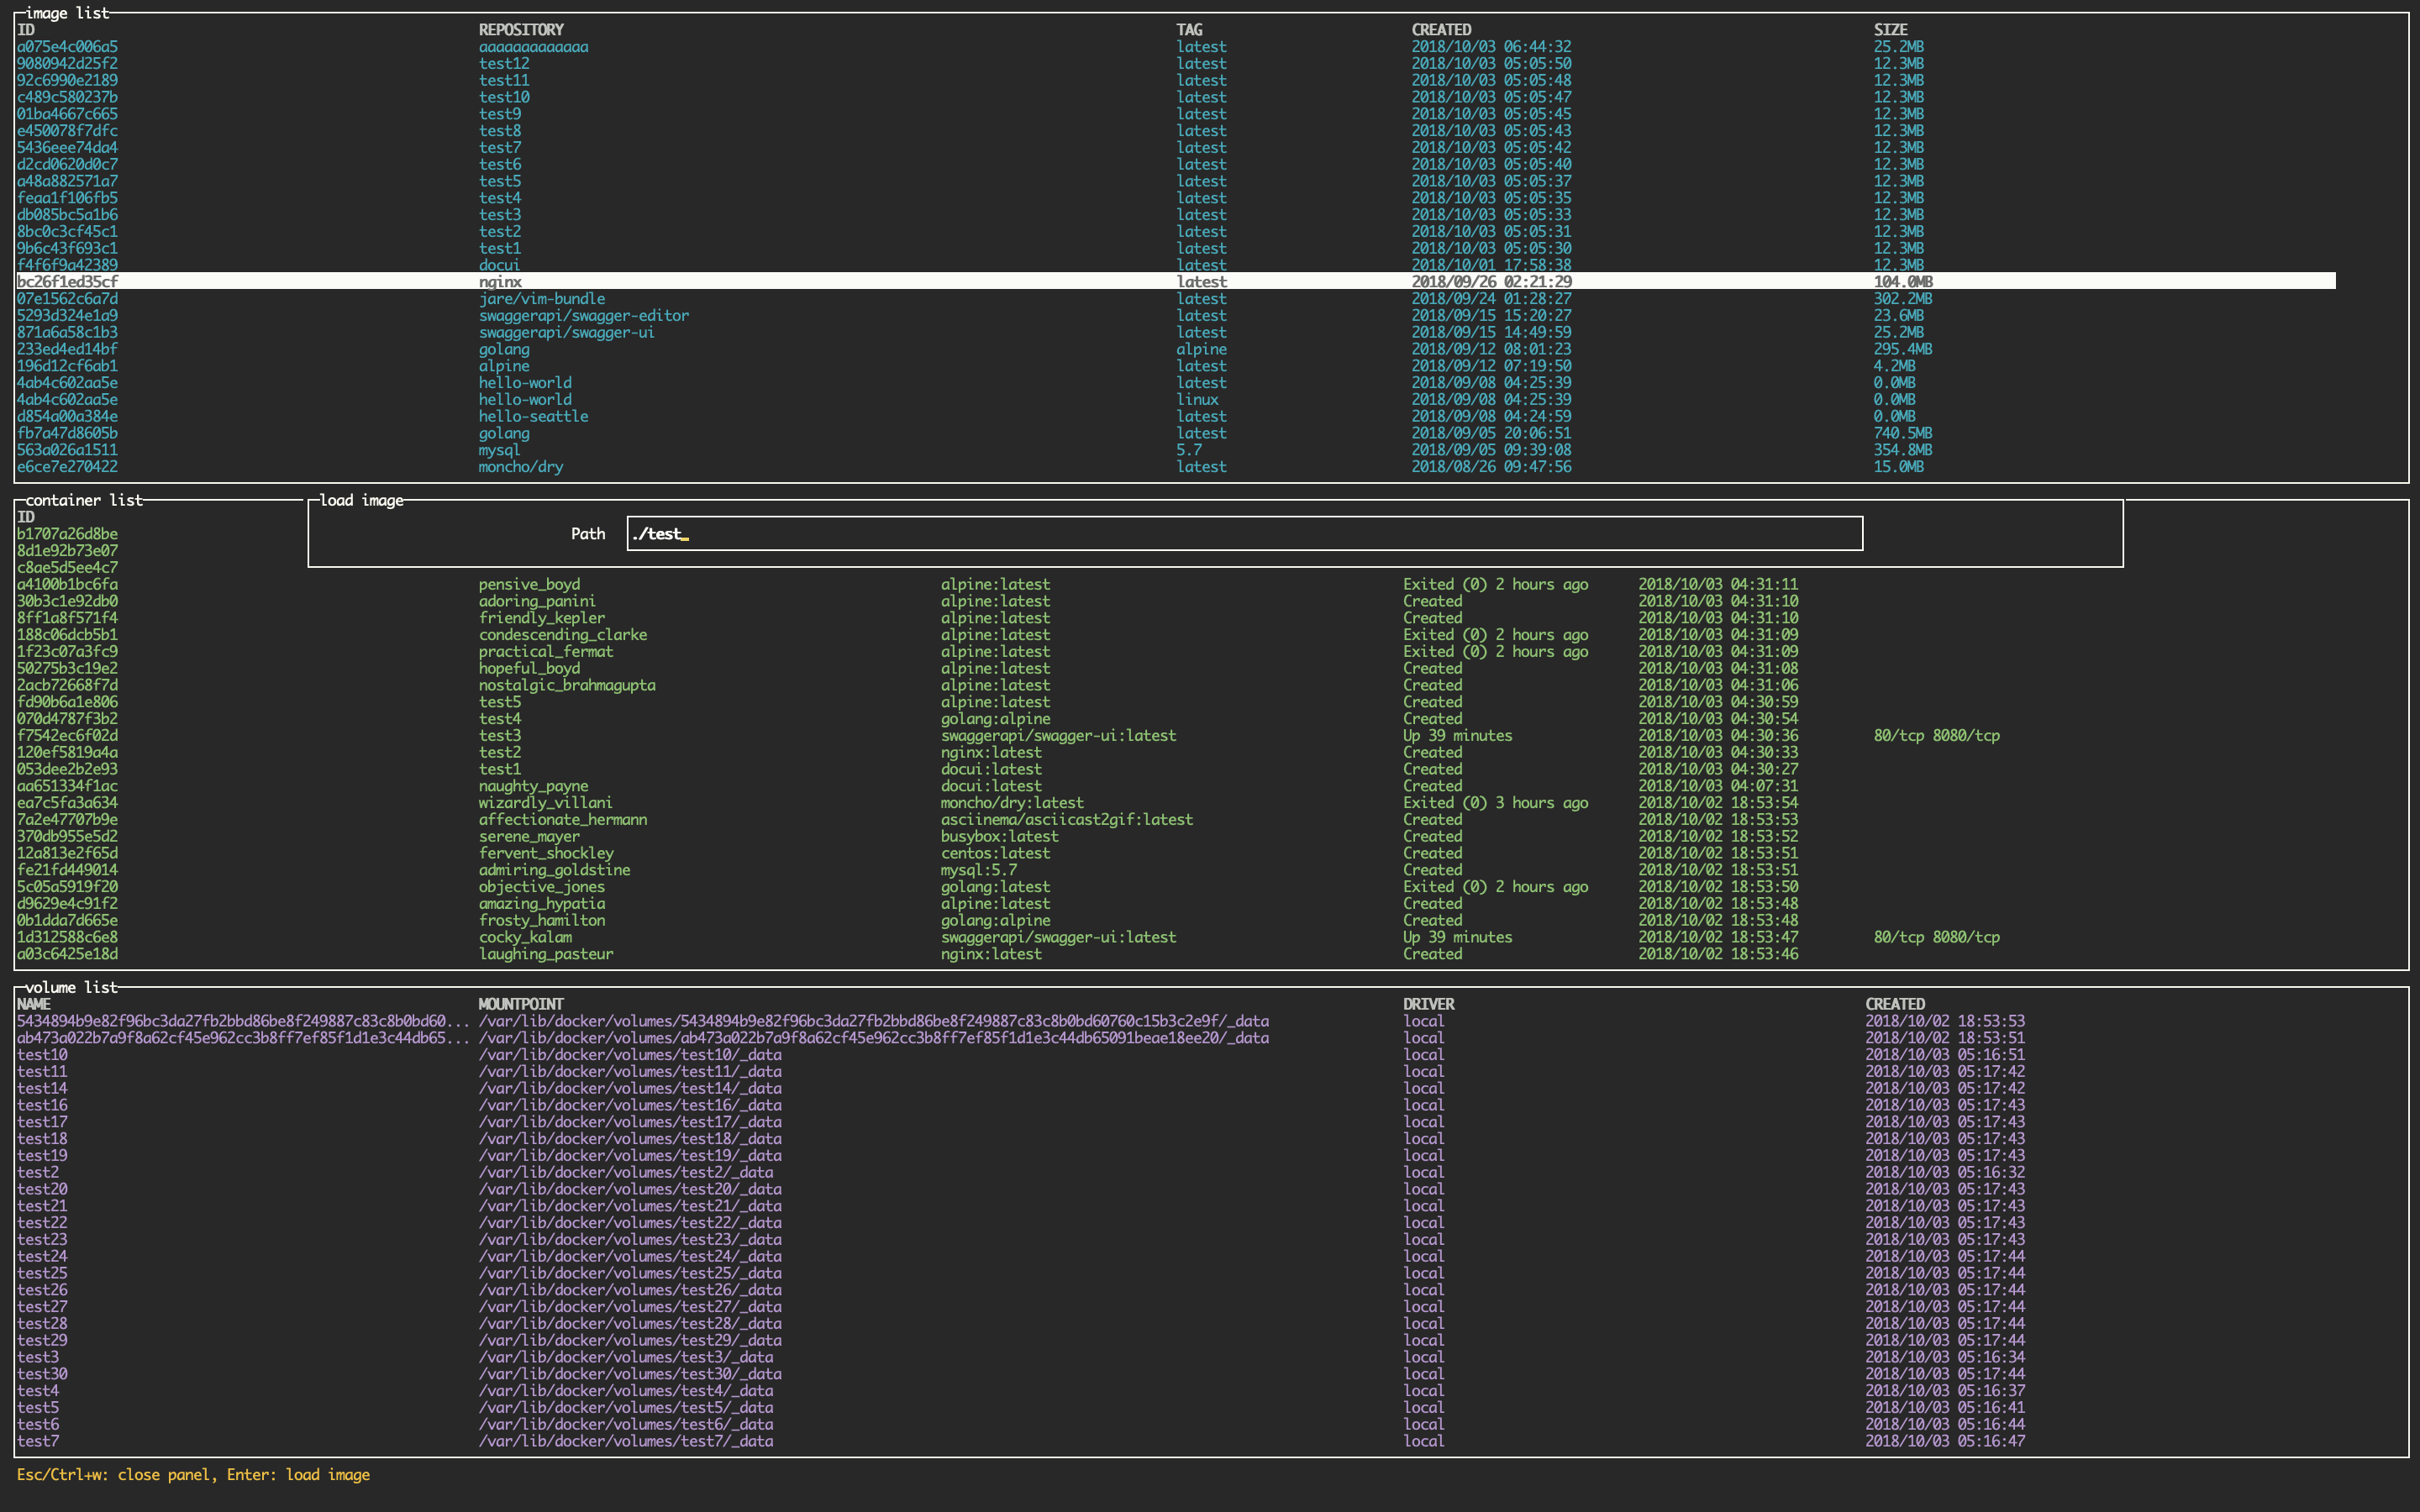 image list
ID REPOSITORY TAG CREATED SIZE
a075e4c006a5 aaaaaaaaaaaaa latest 2018/10/03 06:44:32 25.2MB
9080942d25f2 test12 latest 2018/10/03 05:05:50 12.3MB
92c6990e2189 test11 latest 2018/10/03 05:05:48 12.3MB
c489c580237b test10 latest 2018/10/03 05:05:47 12.3MB
01ba4667c665 test9 latest 2018/10/03 05:05:45 12.3MB
e450078f7dfc test8 latest 2018/10/03 05:05:43 12.3MB
5436eee74da4 test7 latest 2018/10/03 05:05:42 12.3MB
d2cd0620d0c7 test6 latest 2018/10/03 05:05:40 12.3MB
a48a882571a7 test5 latest 2018/10/03 05:05:37 12.3MB
feaa1f106fb5 test4 latest 2018/10/03 05:05:35 12.3MB
db085bc5a1b6 test3 latest 2018/10/03 05:05:33 12.3MB
8bc0c3cf45c1 test2 latest 2018/10/03 05:05:31 12.3MB
9b6c43f693c1 test1 latest 2018/10/03 05:05:30 12.3MB
f4f6f9a42389 docui latest 2018/10/01 17:58:38 12.3MB
bc26f1ed35cf nginx latest 2018/09/26 02:21:29 104.0MB
07e1562c6a7d jare/vim-bundle latest 2018/09/24 01:28:27 302.2MB
5293d324e1a9 swaggerapi/swagger-editor latest 2018/09/15 15:20:27 23.6MB
871a6a58c1b3 swaggerapi/swagger-ui latest 2018/09/15 14:49:59 25.2MB
233ed4ed14bf golang alpine 2018/09/12 08:01:23 295.4MB
196d12cf6ab1 alpine latest 2018/09/12 07:19:50 4.2MB
4ab4c602aa5e hello-world latest 2018/09/08 04:25:39 0.0MB
4ab4c602aa5e hello-world linux 2018/09/08 04:25:39 0.0MB
d854a00a384e hello-seattle latest 2018/09/08 04:24:59 0.0MB
fb7a47d8605b golang latest 2018/09/05 20:06:51 740.5MB
563a026a1511 mysql 5.7 2018/09/05 09:39:08 354.8MB
e6ce7e270422 moncho/dry latest 2018/08/26 09:47:56 15.0MB
container list load image
ID
b1707a26d8be Path ./test_
8d1e92b73e07
c8ae5d5ee4c7
a4100b1bc6fa pensive_boyd alpine:latest Exited (0) 2 hours ago 2018/10/03 04:31:11
30b3c1e92db0 adoring_panini alpine:latest Created 2018/10/03 04:31:10
8ff1a8f571f4 friendly_kepler alpine:latest Created 2018/10/03 04:31:10
188c06dcb5b1 condescending_clarke alpine:latest Exited (0) 2 hours ago 2018/10/03 04:31:09
1f23c07a3fc9 practical_fermat alpine:latest Exited (0) 2 hours ago 2018/10/03 04:31:09
50275b3c19e2 hopeful_boyd alpine:latest Created 2018/10/03 04:31:08
2acb72668f7d nostalgic_brahmagupta alpine:latest Created 2018/10/03 04:31:06
fd90b6a1e806 test5 alpine:latest Created 2018/10/03 04:30:59
070d4787f3b2 test4 golang:alpine Created 2018/10/03 04:30:54
f7542ec6f02d test3 swaggerapi/swagger-ui:latest Up 39 minutes 2018/10/03 04:30:36 80/tcp 8080/tcp
120ef5819a4a test2 nginx:latest Created 2018/10/03 04:30:33
053dee2b2e93 test1 docui:latest Created 2018/10/03 04:30:27
aa651334f1ac naughty_payne docui:latest Created 2018/10/03 04:07:31
ea7c5fa3a634 wizardly_villani moncho/dry:latest Exited (0) 3 hours ago 2018/10/02 18:53:54
7a2e47707b9e affectionate_hermann asciinema/asciicast2gif:latest Created 2018/10/02 18:53:53
370db955e5d2 serene_mayer busybox:latest Created 2018/10/02 18:53:52
12a813e2f65d fervent_shockley centos:latest Created 2018/10/02 18:53:51
fe21fd449014 admiring_goldstine mysql:5.7 Created 2018/10/02 18:53:51
5c05a5919f20 objective_jones golang:latest Exited (0) 2 hours ago 2018/10/02 18:53:50
d9629e4c91f2 amazing_hypatia alpine:latest Created 2018/10/02 18:53:48
0b1dda7d665e frosty_hamilton golang:alpine Created 2018/10/02 18:53:48
1d312588c6e8 cocky_kalam swaggerapi/swagger-ui:latest Up 39 minutes 2018/10/02 18:53:47 80/tcp 8080/tcp
a03c6425e18d laughing_pasteur nginx:latest Created 2018/10/02 18:53:46
volume list
NAME MOUNTPOINT DRIVER CREATED
5434894b9e82f96bc3da27fb2bbd86be8f249887c83c8b0bd60... /var/lib/docker/volumes/5434894b9e82f96bc3da27fb2bbd86be8f249887c83c8b0bd60760c15b3c2e9f/_data local 2018/10/02 18:53:53
ab473a022b7a9f8a62cf45e962cc3b8ff7ef85f1d1e3c44db65... /var/lib/docker/volumes/ab473a022b7a9f8a62cf45e962cc3b8ff7ef85f1d1e3c44db65091beae18ee20/_data local 2018/10/02 18:53:51
test10 /var/lib/docker/volumes/test10/_data local 2018/10/03 05:16:51
test11 /var/lib/docker/volumes/test11/_data local 2018/10/03 05:17:42
test14 /var/lib/docker/volumes/test14/_data local 2018/10/03 05:17:42
test16 /var/lib/docker/volumes/test16/_data local 2018/10/03 05:17:43
test17 /var/lib/docker/volumes/test17/_data local 2018/10/03 05:17:43
test18 /var/lib/docker/volumes/test18/_data local 2018/10/03 05:17:43
test19 /var/lib/docker/volumes/test19/_data local 2018/10/03 05:17:43
test2 /var/lib/docker/volumes/test2/_data local 2018/10/03 05:16:32
test20 /var/lib/docker/volumes/test20/_data local 2018/10/03 05:17:43
test21 /var/lib/docker/volumes/test21/_data local 2018/10/03 05:17:43
test22 /var/lib/docker/volumes/test22/_data local 2018/10/03 05:17:43
test23 /var/lib/docker/volumes/test23/_data local 2018/10/03 05:17:43
test24 /var/lib/docker/volumes/test24/_data local 2018/10/03 05:17:44
test25 /var/lib/docker/volumes/test25/_data local 2018/10/03 05:17:44
test26 /var/lib/docker/volumes/test26/_data local 2018/10/03 05:17:44
test27 /var/lib/docker/volumes/test27/_data local 2018/10/03 05:17:44
test28 /var/lib/docker/volumes/test28/_data local 2018/10/03 05:17:44
test29 /var/lib/docker/volumes/test29/_data local 2018/10/03 05:17:44
test3 /var/lib/docker/volumes/test3/_data local 2018/10/03 05:16:34
test30 /var/lib/docker/volumes/test30/_data local 2018/10/03 05:17:44
test4 /var/lib/docker/volumes/test4/_data local 2018/10/03 05:16:37
test5 /var/lib/docker/volumes/test5/_data local 2018/10/03 05:16:41
test6 /var/lib/docker/volumes/test6/_data local 2018/10/03 05:16:44
test7 /var/lib/docker/volumes/test7/_data local 2018/10/03 05:16:47
Esc/Ctrl+w: close panel, Enter: load image